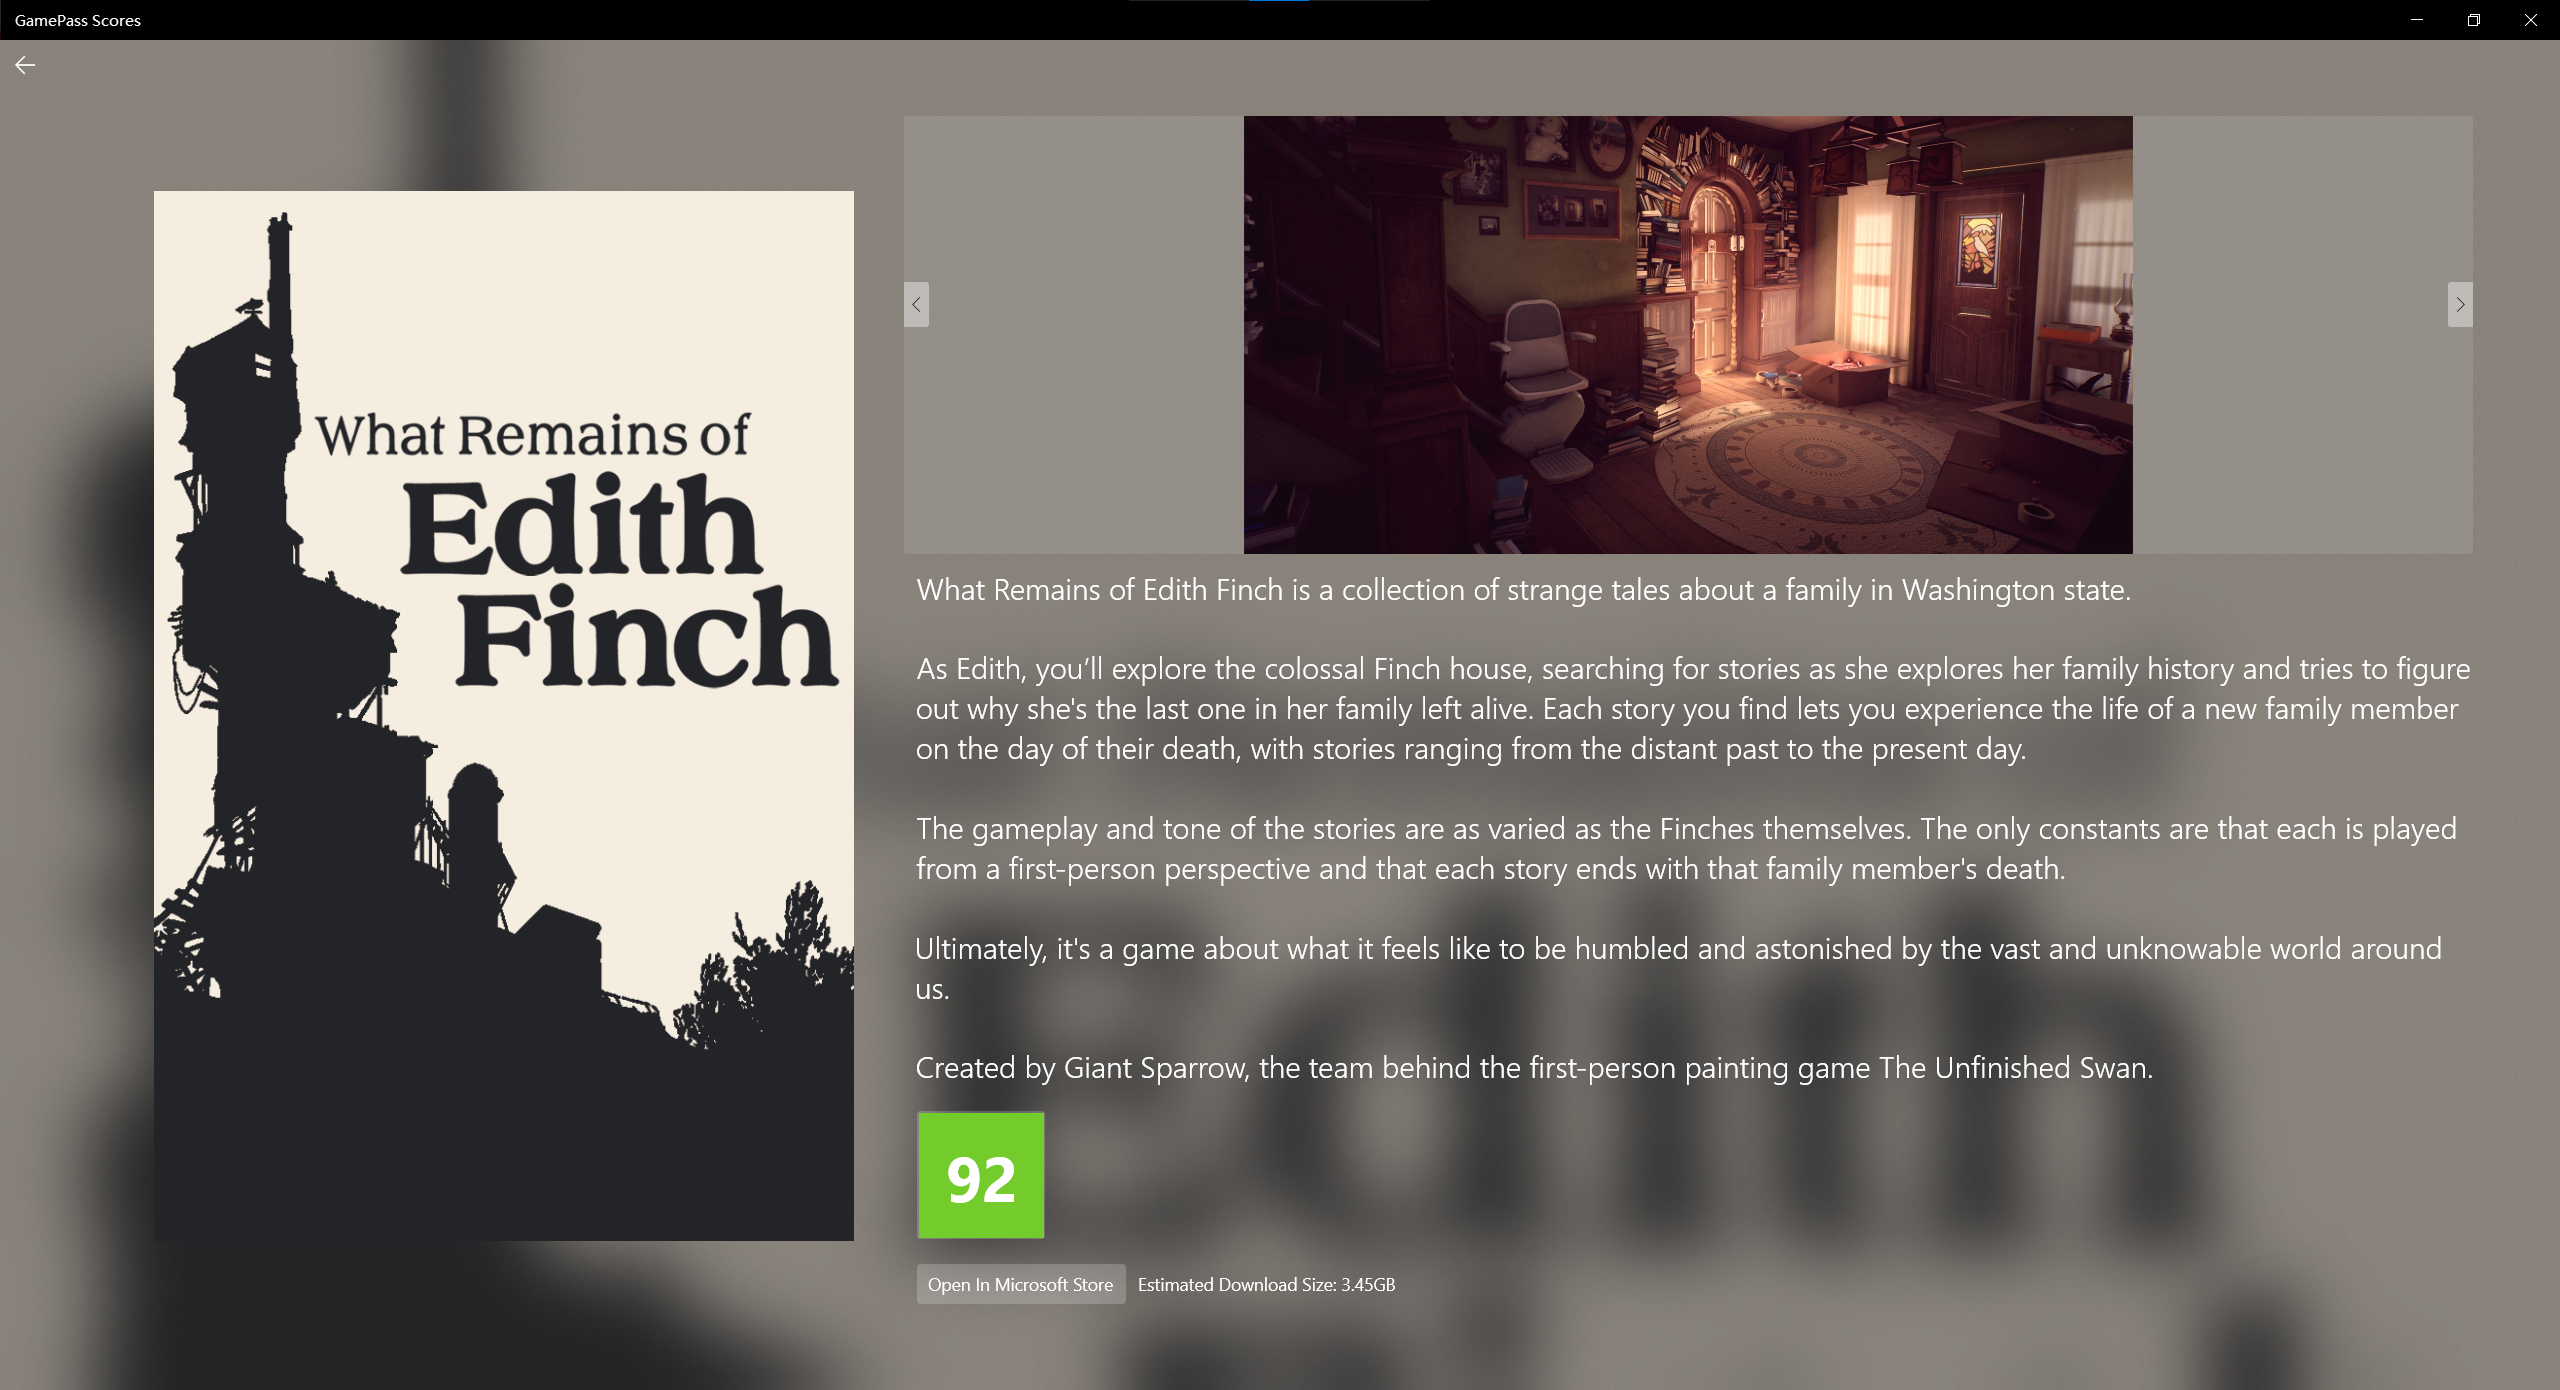 GamePass Scores
What Remains of
Edith
Finch
What Remains of Edith Finch is a collection of strange tales about a family in Washington state.
As Edith, you’ll explore the colossal Finch house, searching for stories as she explores her family history and tries to figure
out why she's the last one in her family left alive. Each story you find lets you experience the life of a new family member
on the day of their death, with stories ranging from the distant past to the present day.
The gameplay and tone of the stories are as varied as the Finches themselves. The only constants are that each is played
from a first-person perspective and that each story ends with that family member's death.
Ultimately, it's a game about what it feels like to be humbled and astonished by the vast and unknowable world around
us.
Created by Giant Sparrow, the team behind the first-person painting game The Unfinished Swan.
92
Open In Microsoft Store Estimated Download Size: 3.45GB